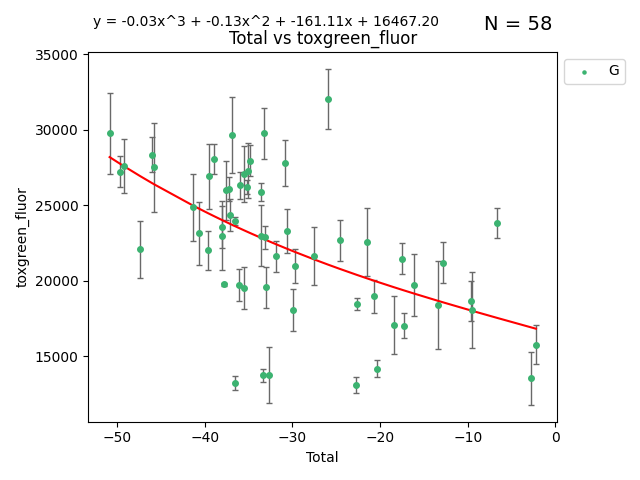 y = -0.03x^3 + -0.13x^2 + -161.11x + 16467.20
N = 58
Total vs toxgreen_fluor
G
35000
30000
25000
20000
15000
toxgreen_fluor
−50
−40
−30
−20
−10
0
Total